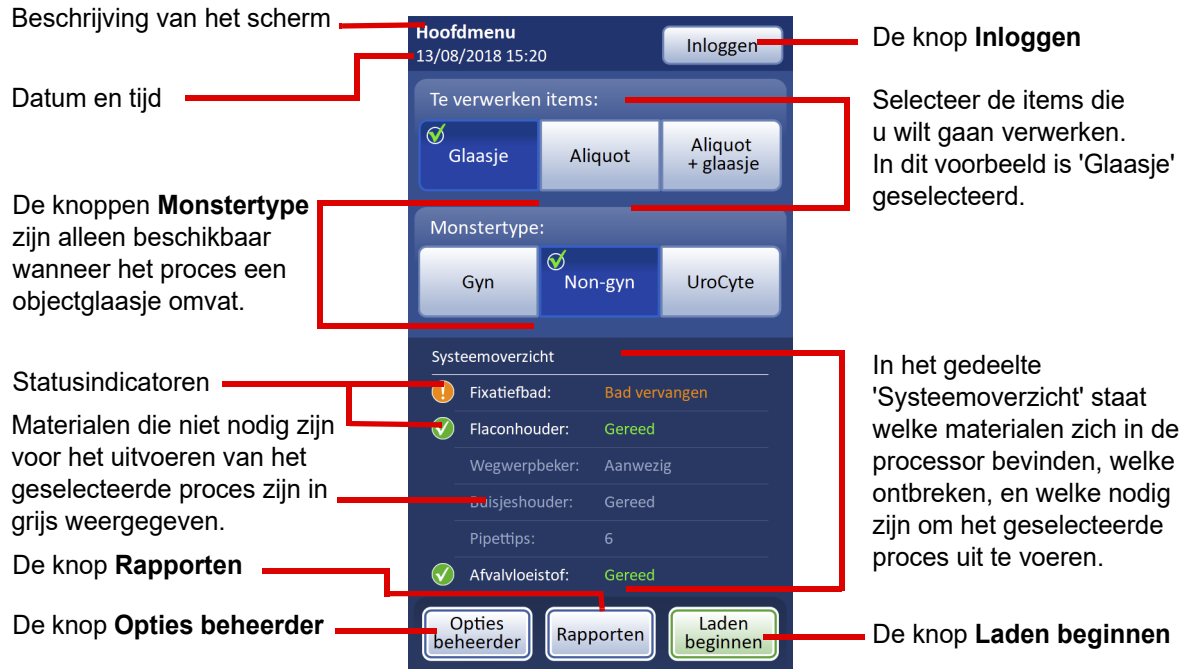 Beschrijving van het scherm
Datum en tijd
De knoppen Monstertype
zijn alleen beschikbaar
wanneer het proces een
objectglaasje omvat.
Statusindicatoren
Materialen die niet nodig zijn
voor het uitvoeren van het
geselecteerde proces zijn in
grijs weergegeven.
De knop Rapporten
De knop Opties beheerder
Hoofdmenu
13/08/2018 15:20
Inloggen
Te verwerken items:
Glaasje
Aliquot
Aliquot
+ glaasje
Monstertype:
Gyn
Non-gyn
UroCyte
Systeemoverzicht
Fixatiefbad: Bad vervangen
Flaconhouder: Gereed
Wegwerpbeker: Aanwezig
Buisjeshouder: Gereed
Pipettips: 6
Afvalvloeistof: Gereed
Opties
beheerder
Rapporten
Laden
beginnen
De knop Inloggen
Selecteer de items die
u wilt gaan verwerken.
In dit voorbeeld is 'Glaasje'
geselecteerd.
In het gedeelte
'Systeemoverzicht' staat
welke materialen zich in de
processor bevinden, welke
ontbreken, en welke nodig
zijn om het geselecteerde
proces uit te voeren.
De knop Laden beginnen